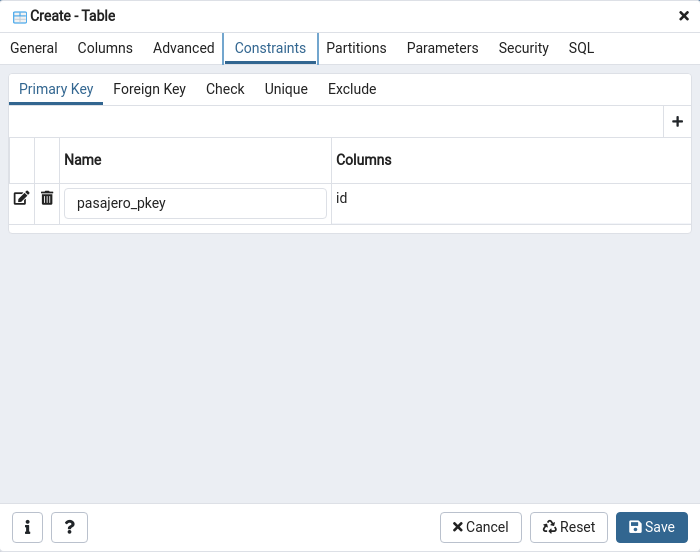 Create - Table
General Columns Advanced Constraints Partitions Parameters Security SQL
Primary Key Foreign Key Check Unique Exclude
Name Columns
pasajero_pkey id
Cancel Reset Save